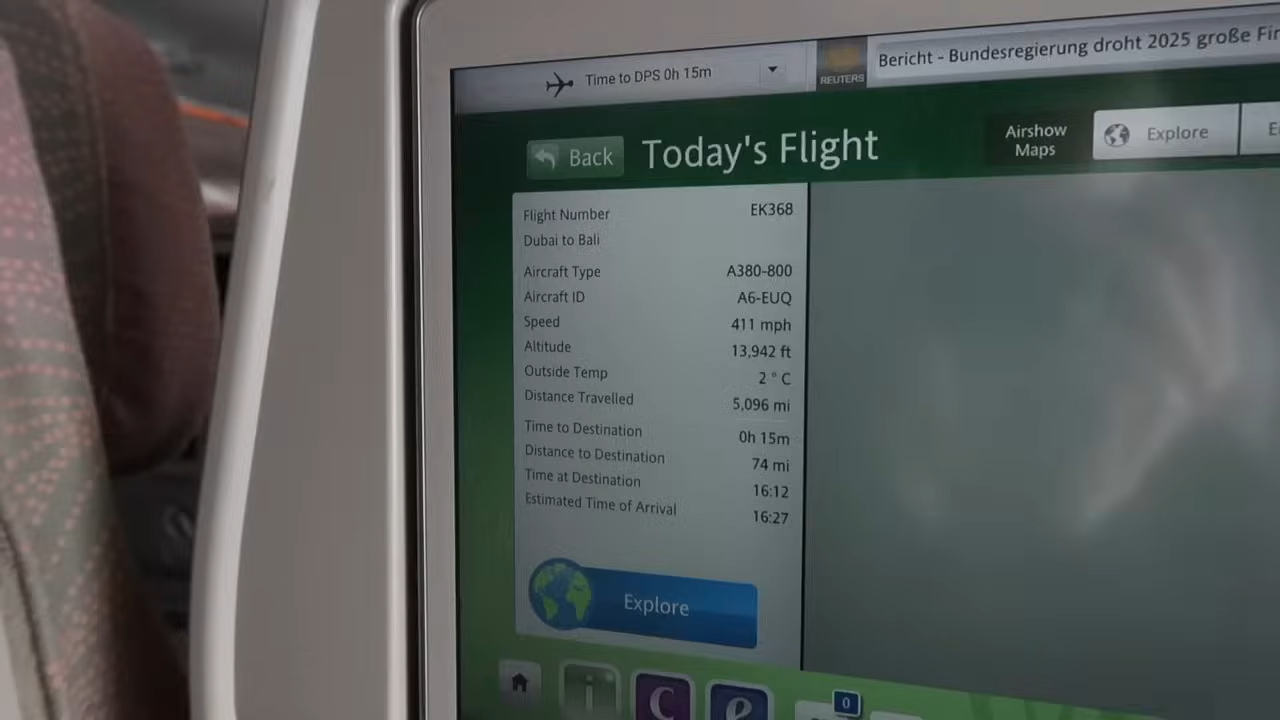 Time to DPS 0h 15m
REUTERS
Bericht - Bundesregierung droht 2025 große
Back
Today's Flight
Airshow
Maps
Explore
Flight Number EK368
Dubai to Bali
Aircraft Type A380-800
Aircraft ID A6-EUQ
Speed 411 mph
Altitude 13,942 ft
Outside Temp 2 ° C
Distance Travelled 5,096 mi
Time to Destination 0h 15m
Distance to Destination 74 mi
Time at Destination 16:12
Estimated Time of Arrival 16:27
Explore
i
C
e
0